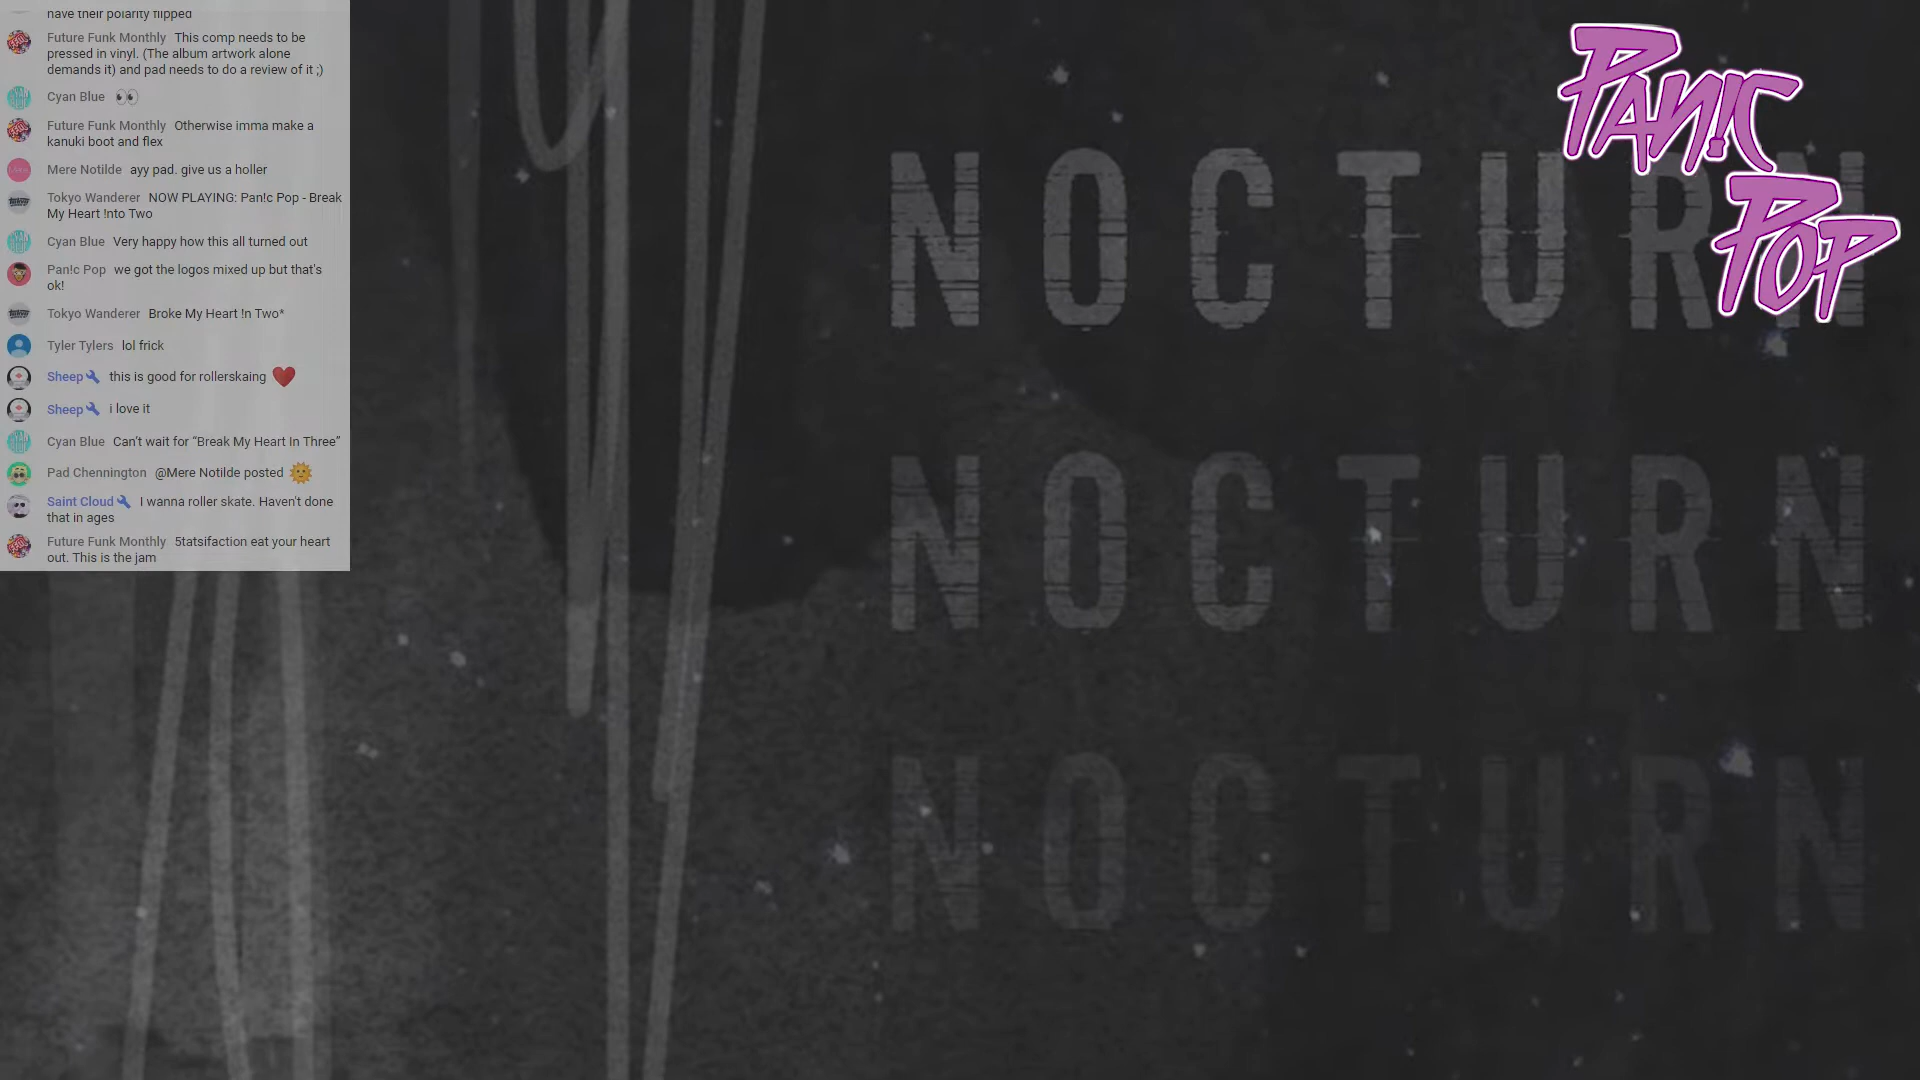 have their polarity flipped
Future Funk Monthly This comp needs to be
pressed in vinyl. (The album artwork alone
demands it) and pad needs to do a review of it ;)
Cyan Blue 👀
Future Funk Monthly Otherwise imma make a
kanuki boot and flex
Mere Notilde ayy pad. give us a holler
Tokyo Wanderer NOW PLAYING: Pan!c Pop - Break
My Heart !nto Two
Cyan Blue Very happy how this all turned out
Pan!c Pop we got the logos mixed up but that's
ok!
Tokyo Wanderer Broke My Heart !n Two*
Tyler Tylers lol frick
Sheep this is good for rollerskaing ❤️
Sheep i love it
Cyan Blue Can't wait for “Break My Heart In Three”
Pad Chennington @Mere Notilde posted 🌞
Saint Cloud I wanna roller skate. Haven't done
that in ages
Future Funk Monthly 5tatsifaction eat your heart
out. This is the jam
PAN!C
POP
NOCTURN
NOCTURN
NOCTURN